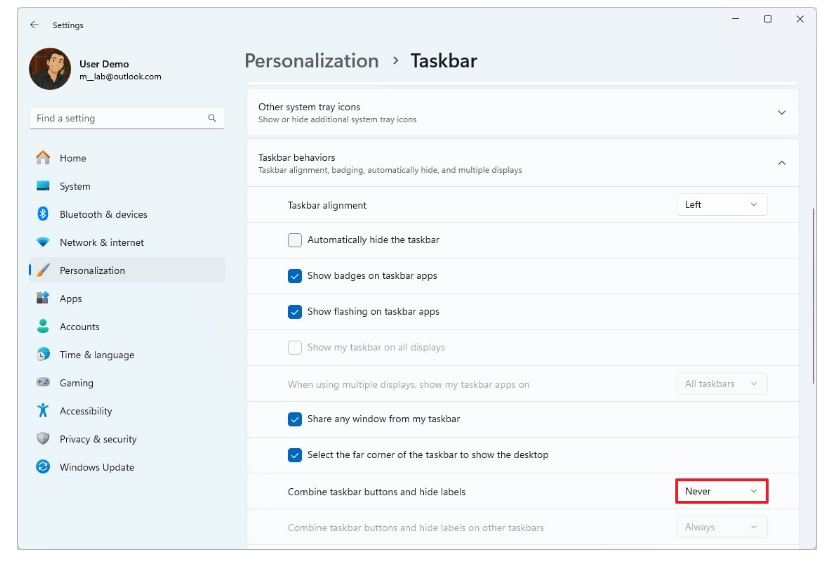 Settings
User Demo
m_lab@outlook.com
Find a setting
Home
System
Bluetooth & devices
Network & internet
Personalization
Apps
Accounts
Time & language
Gaming
Accessibility
Privacy & security
Windows Update
Personalization > Taskbar
Other system tray icons
Show or hide additional system tray icons
Taskbar behaviors
Taskbar alignment, badging, automatically hide, and multiple displays
Taskbar alignment Left
Automatically hide the taskbar
Show badges on taskbar apps
Show flashing on taskbar apps
Show my taskbar on all displays
When using multiple displays, show my taskbar apps on All taskbars
Share any window from my taskbar
Select the far corner of the taskbar to show the desktop
Combine taskbar buttons and hide labels Never
Combine taskbar buttons and hide labels on other taskbars Always